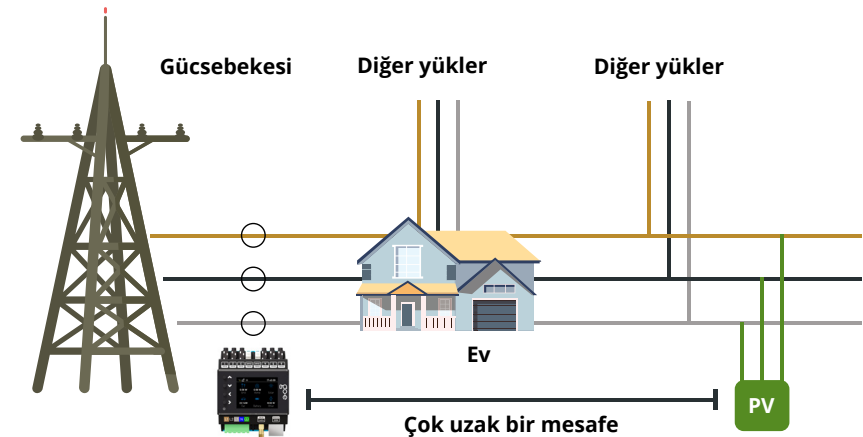 Gücsebekesi
Diğer yükler
Diğer yükler
Ev
Çok uzak bir mesafe
PV